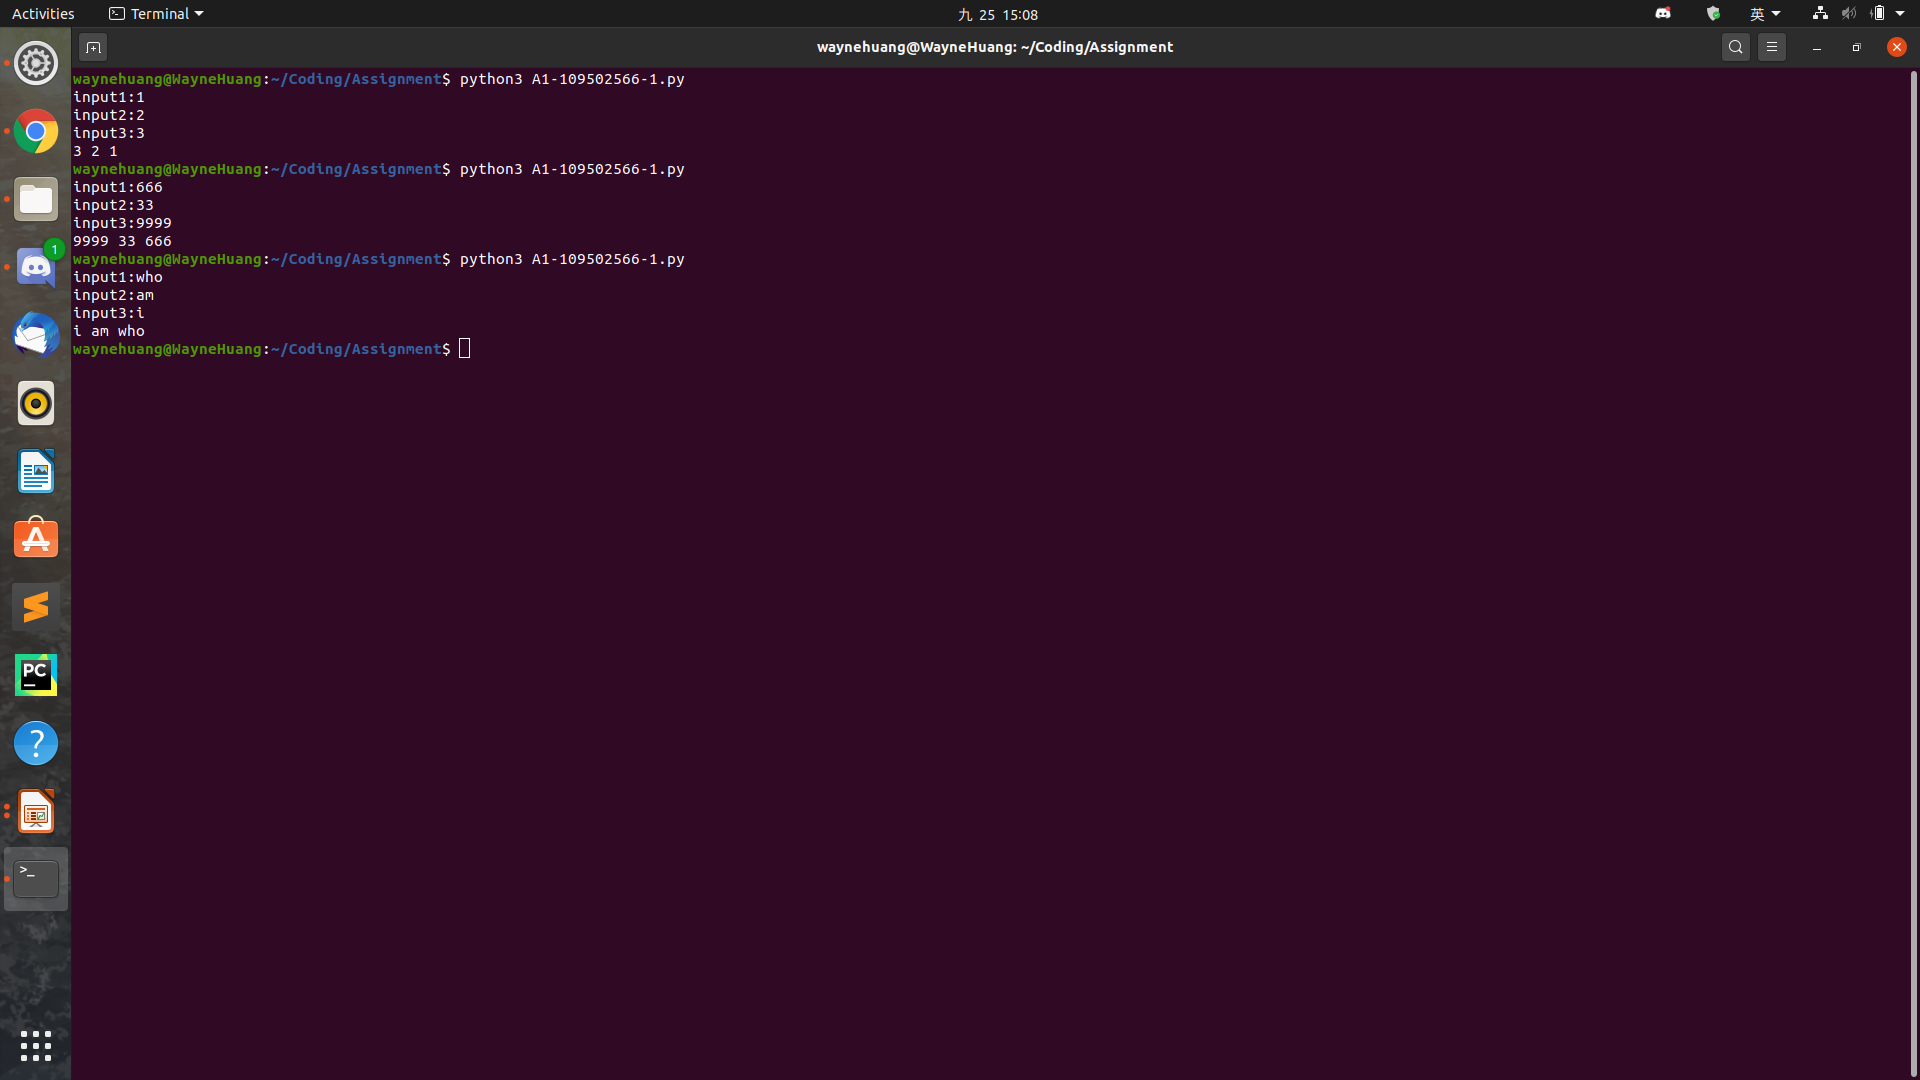 Activities
Terminal
九 25 15:08
英
waynehuang@WayneHuang: ~/Coding/Assignment
waynehuang@WayneHuang:~/Coding/Assignment$ python3 A1-109502566-1.py
input1:1
input2:2
input3:3
3 2 1
waynehuang@WayneHuang:~/Coding/Assignment$ python3 A1-109502566-1.py
input1:666
input2:33
input3:9999
9999 33 666
waynehuang@WayneHuang:~/Coding/Assignment$ python3 A1-109502566-1.py
input1:who
input2:am
input3:i
i am who
waynehuang@WayneHuang:~/Coding/Assignment$
1
PC
?
>_